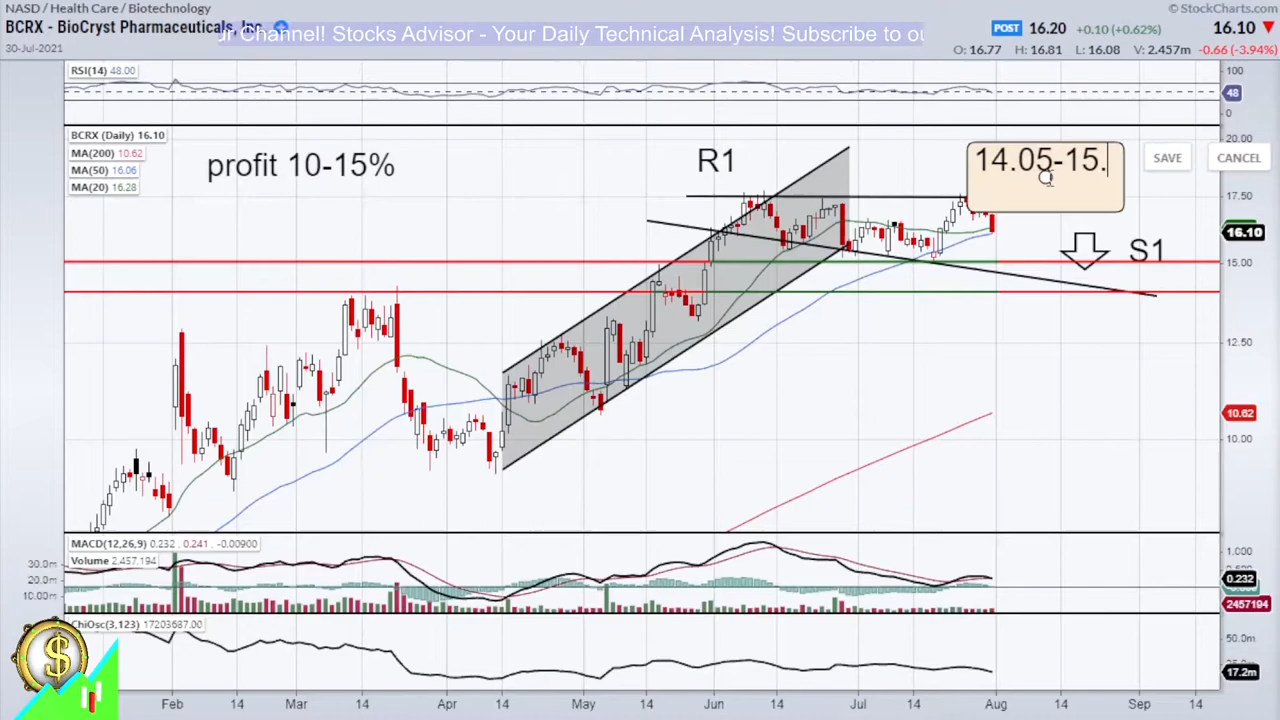 NASD / Health Care / Biotechnology
© StockCharts.com
BCRX - BioCryst Pharmaceuticals, Inc.
POST 16.20 +0.10 (+0.62%) 16.10
Channel! Stocks Advisor - Your Daily Technical Analysis! Subscribe to
30-Jul-2021
O: 16.77 H: 16.81 L: 16.08 V: 2.457m -0.66 (-3.94%)
RSI(14) 48.00
100
48
0
BCRX (Daily) 16.10
20.00
MA(200) 10.62
MA(50) 16.06
MA(20) 16.28
profit 10-15%
R1
14.05-15.
SAVE
CANCEL
17.50
16.10
S1
15.00
12.50
10.62
10.00
MACD(12,26,9) 0.232 , 0.241 , -0.00900
Volume 2.457.194
1.000
30.0m
20.0m
10.00m
0.232
2457194
ChiOsc(3,123) 17203687.00
50.0m
17.2m
$
Feb 14 Mar 14 Apr 14 May 14 Jun 14 Jul 14 Aug 14 Sep 14